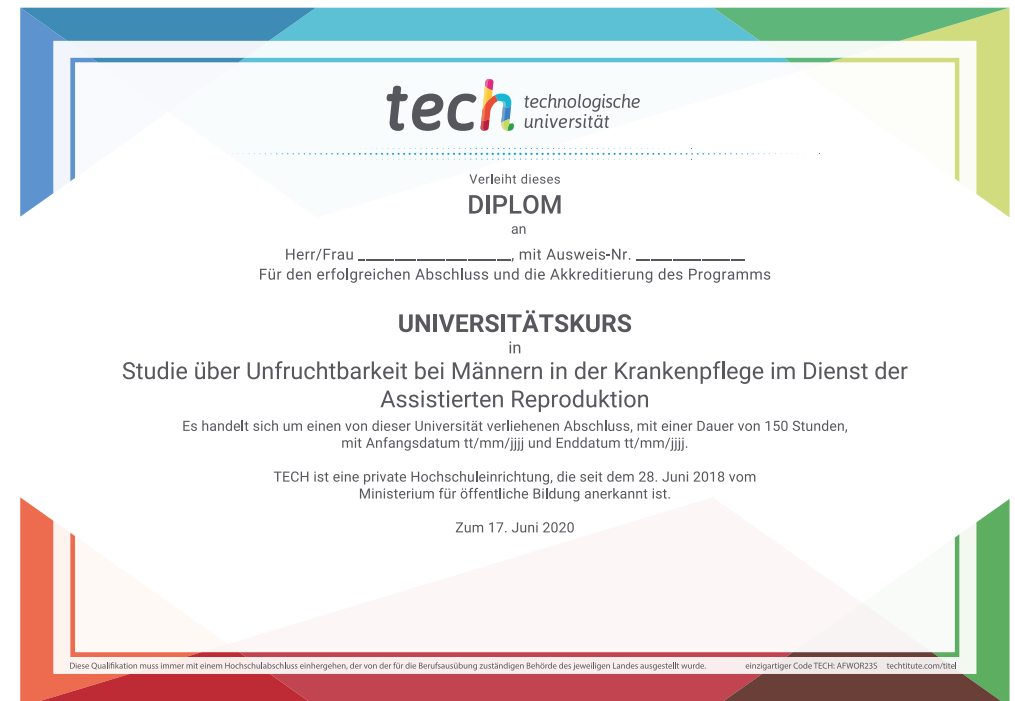 tech technologische
universität
Verleiht dieses
DIPLOM
an
Herr/Frau ____________________, mit Ausweis-Nr. ______________
Für den erfolgreichen Abschluss und die Akkreditierung des Programms
UNIVERSITÄTSKURS
in
Studie über Unfruchtbarkeit bei Männern in der Krankenpflege im Dienst der
Assistierten Reproduktion
Es handelt sich um einen von dieser Universität verliehenen Abschluss, mit einer Dauer von 150 Stunden,
mit Anfangsdatum tt/mm/jjjj und Enddatum tt/mm/jjjj.
TECH ist eine private Hochschuleinrichtung, die seit dem 28. Juni 2018 vom
Ministerium für öffentliche Bildung anerkannt ist.
Zum 17. Juni 2020
Diese Qualifikation muss immer mit einem Hochschulabschluss einhergehen, der von der für die Berufsausübung zuständigen Behörde des jeweiligen Landes ausgestellt wurde. einzigartiger Code TECH: AFWOR23S techtitute.com/titel